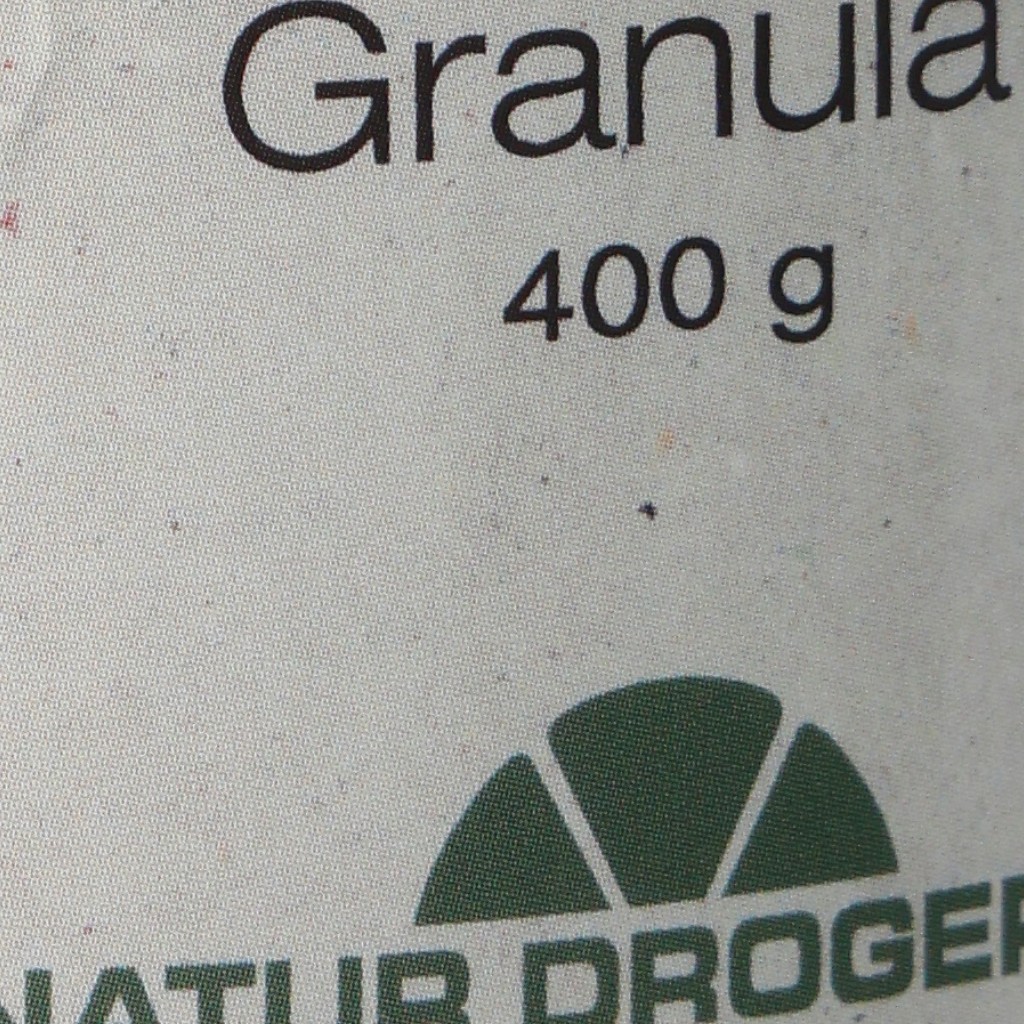 Granula
400 g
NATUR DROGER